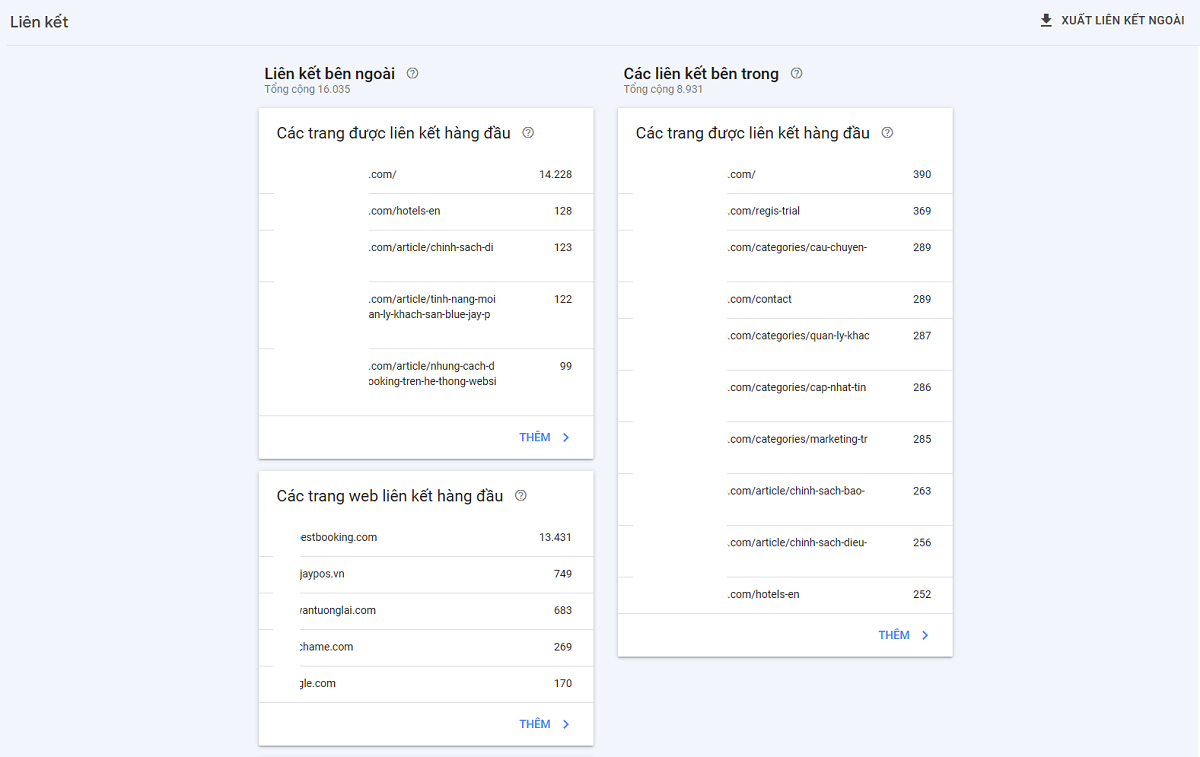 Liên kết
XUẤT LIÊN KẾT NGOÀI
Liên kết bên ngoài
Tổng cộng 16.035
Các trang được liên kết hàng đầu
.com/ 14.228
.com/hotels-en 128
.com/article/chinh-sach-di 123
.com/article/tinh-nang-moi 122
an-ly-khach-san-blue-jay-p
.com/article/nhung-cach-d 99
ooking-tren-he-thong-websi
THÊM
Các trang web liên kết hàng đầu
estbooking.com 13.431
jaypos.vn 749
vantuonglai.com 683
chame.com 269
gle.com 170
THÊM
Các liên kết bên trong
Tổng cộng 8.931
Các trang được liên kết hàng đầu
.com/ 390
.com/regis-trial 369
.com/categories/cau-chuyen- 289
.com/contact 289
.com/categories/quan-ly-khac 287
.com/categories/cap-nhat-tin 286
.com/categories/marketing-tr 285
.com/article/chinh-sach-bao- 263
.com/article/chinh-sach-dieu- 256
.com/hotels-en 252
THÊM